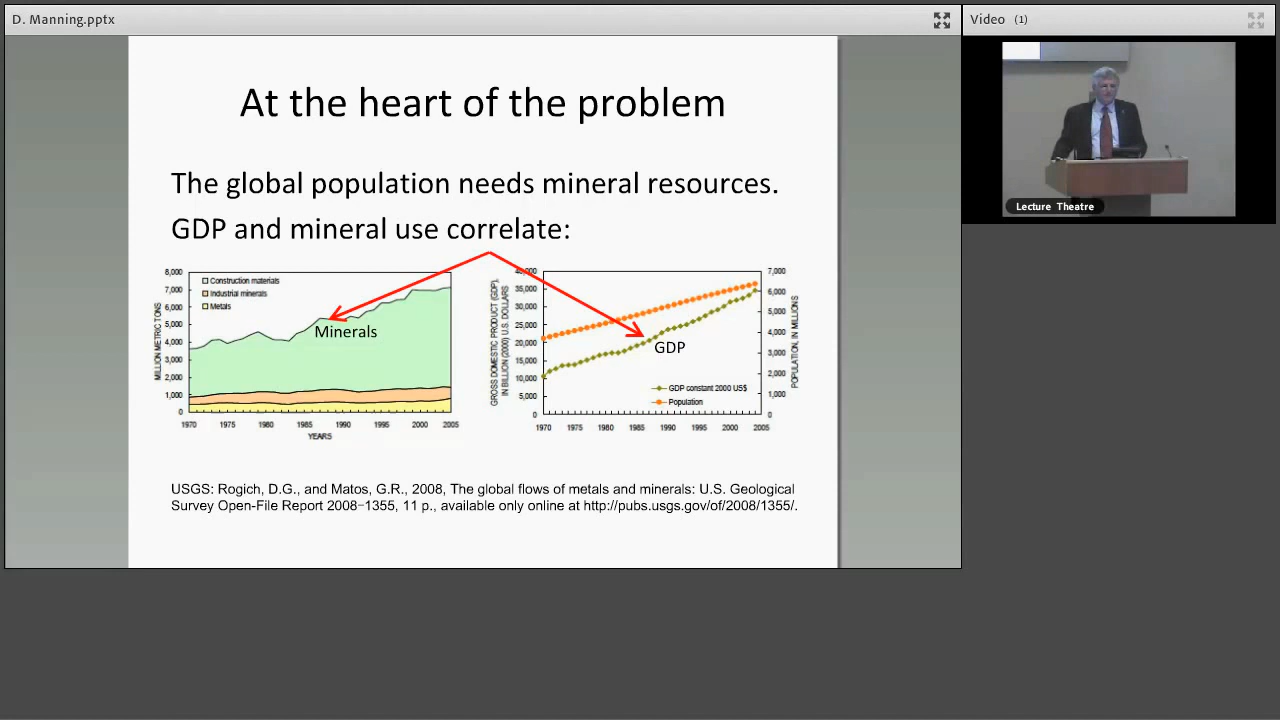 D. Manning.pptx
Video (1)
Lecture Theatre
At the heart of the problem
The global population needs mineral resources.
GDP and mineral use correlate:
8,000
7,000
6,000
5,000
4,000
3,000
2,000
1,000
0
MILLION METRIC TONS
Construction materials
Industrial minerals
Metals
Minerals
1970 1975 1980 1985 1990 1995 2000 2005
YEARS
GROSS DOMESTIC PRODUCT (GDP),
IN BILLION (2000) U.S. DOLLARS
40,000
35,000
30,000
25,000
20,000
15,000
10,000
5,000
0
GDP
GDP constant 2000 US$
Population
7,000
6,000
5,000
4,000
3,000
2,000
1,000
0
POPULATION, IN MILLIONS
1970 1975 1980 1985 1990 1995 2000 2005
USGS: Rogich, D.G., and Matos, G.R., 2008, The global flows of metals and minerals: U.S. Geological
Survey Open-File Report 2008–1355, 11 p., available only online at http://pubs.usgs.gov/of/2008/1355/.